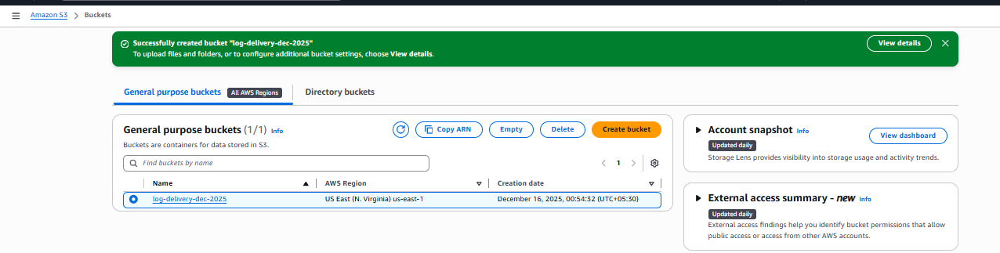 Amazon S3 > Buckets
Successfully created bucket "log-delivery-dec-2025"
To upload files and folders, or to configure additional bucket settings, choose View details.
View details
General purpose buckets All AWS Regions Directory buckets
General purpose buckets (1/1) Info
Copy ARN Empty Delete Create bucket
Buckets are containers for data stored in S3.
Find buckets by name
1
Name AWS Region Creation date
log-delivery-dec-2025 US East (N. Virginia) us-east-1 December 16, 2025, 00:54:32 (UTC+05:30)
Account snapshot Info
View dashboard
Updated daily
Storage Lens provides visibility into storage usage and activity trends.
External access summary - new Info
Updated daily
External access findings help you identify bucket permissions that allow
public access or access from other AWS accounts.